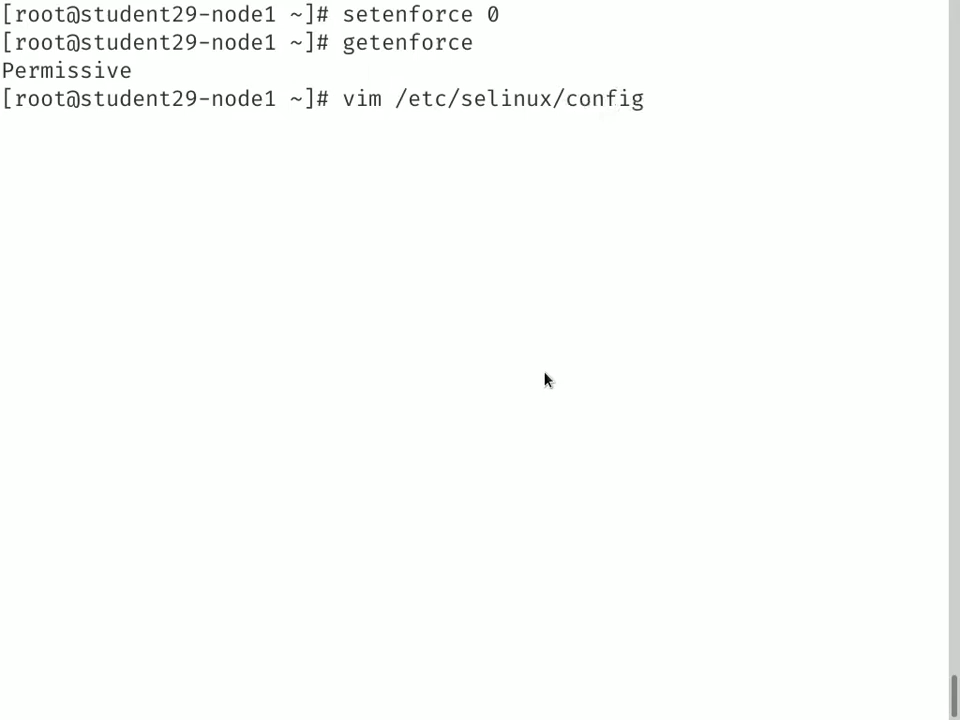 [root@student29-node1 ~]# setenforce 0
[root@student29-node1 ~]# getenforce
Permissive
[root@student29-node1 ~]# vim /etc/selinux/config